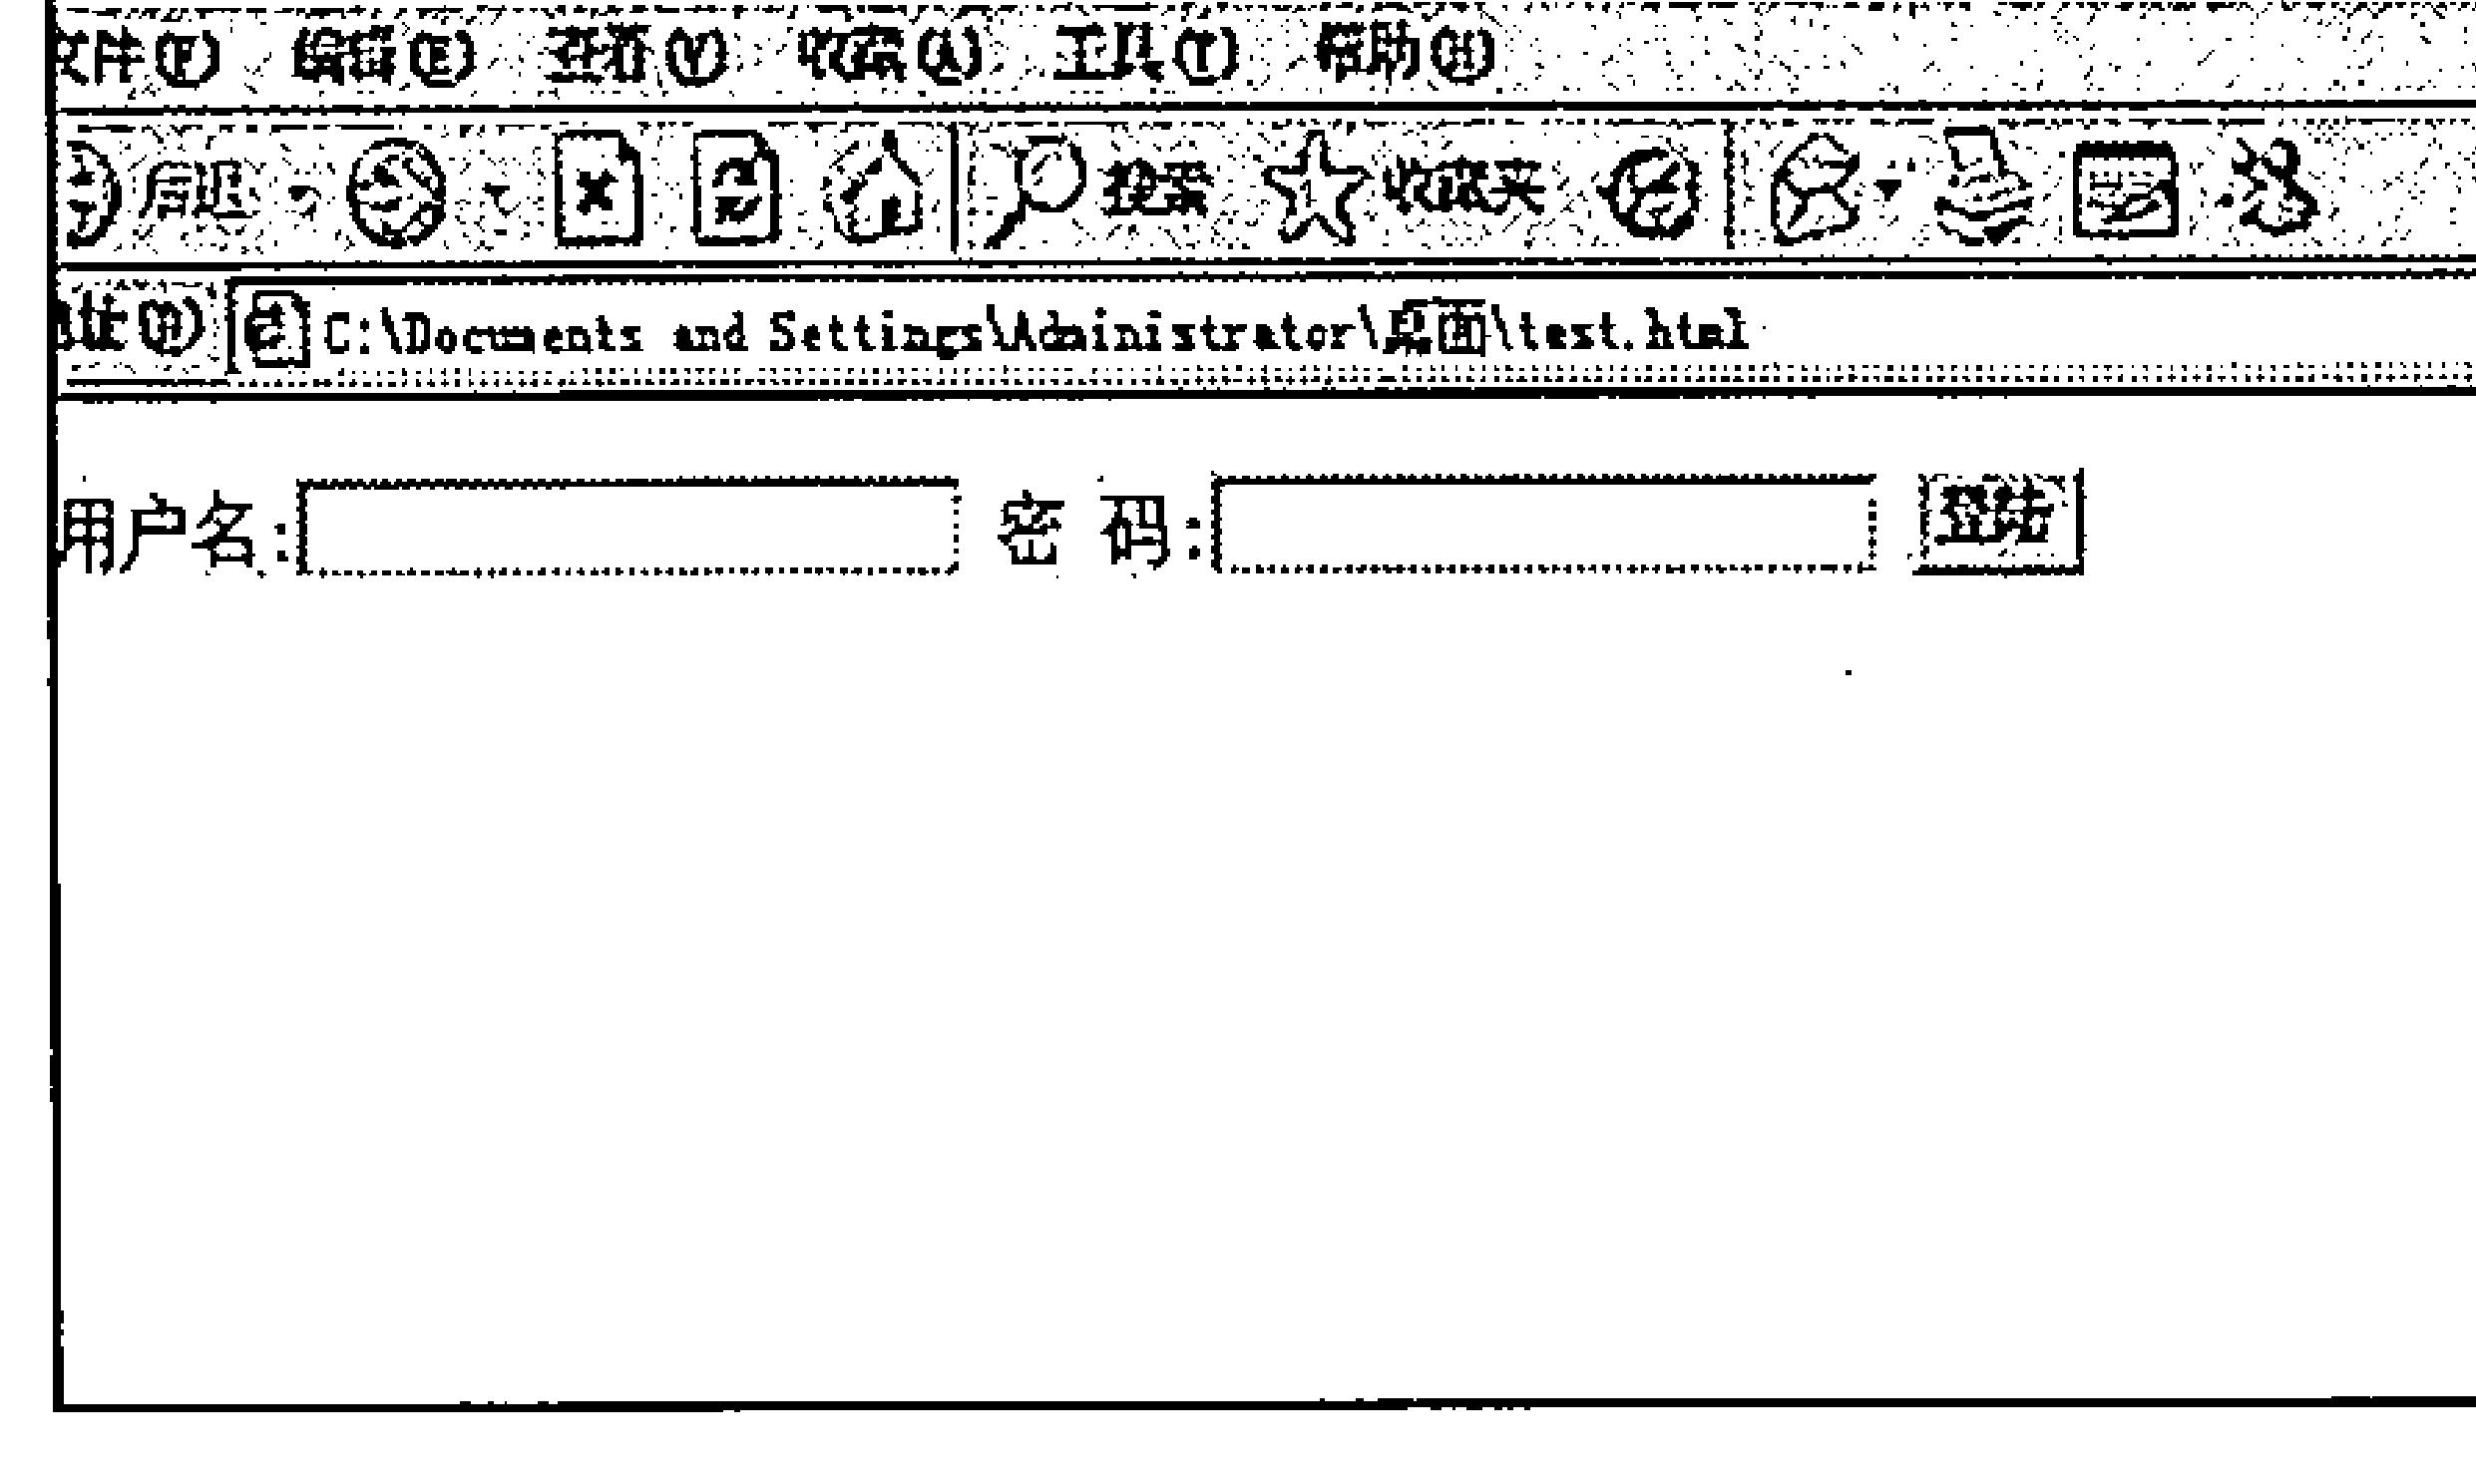 文件(F) 编辑(E) 查看(V) 收藏(A) 工具(T) 帮助(H)
后退 搜索 收藏夹
址(D) C:\Documents and Settings\Administrator\桌面\test.html
用户名: 密 码: 登陆